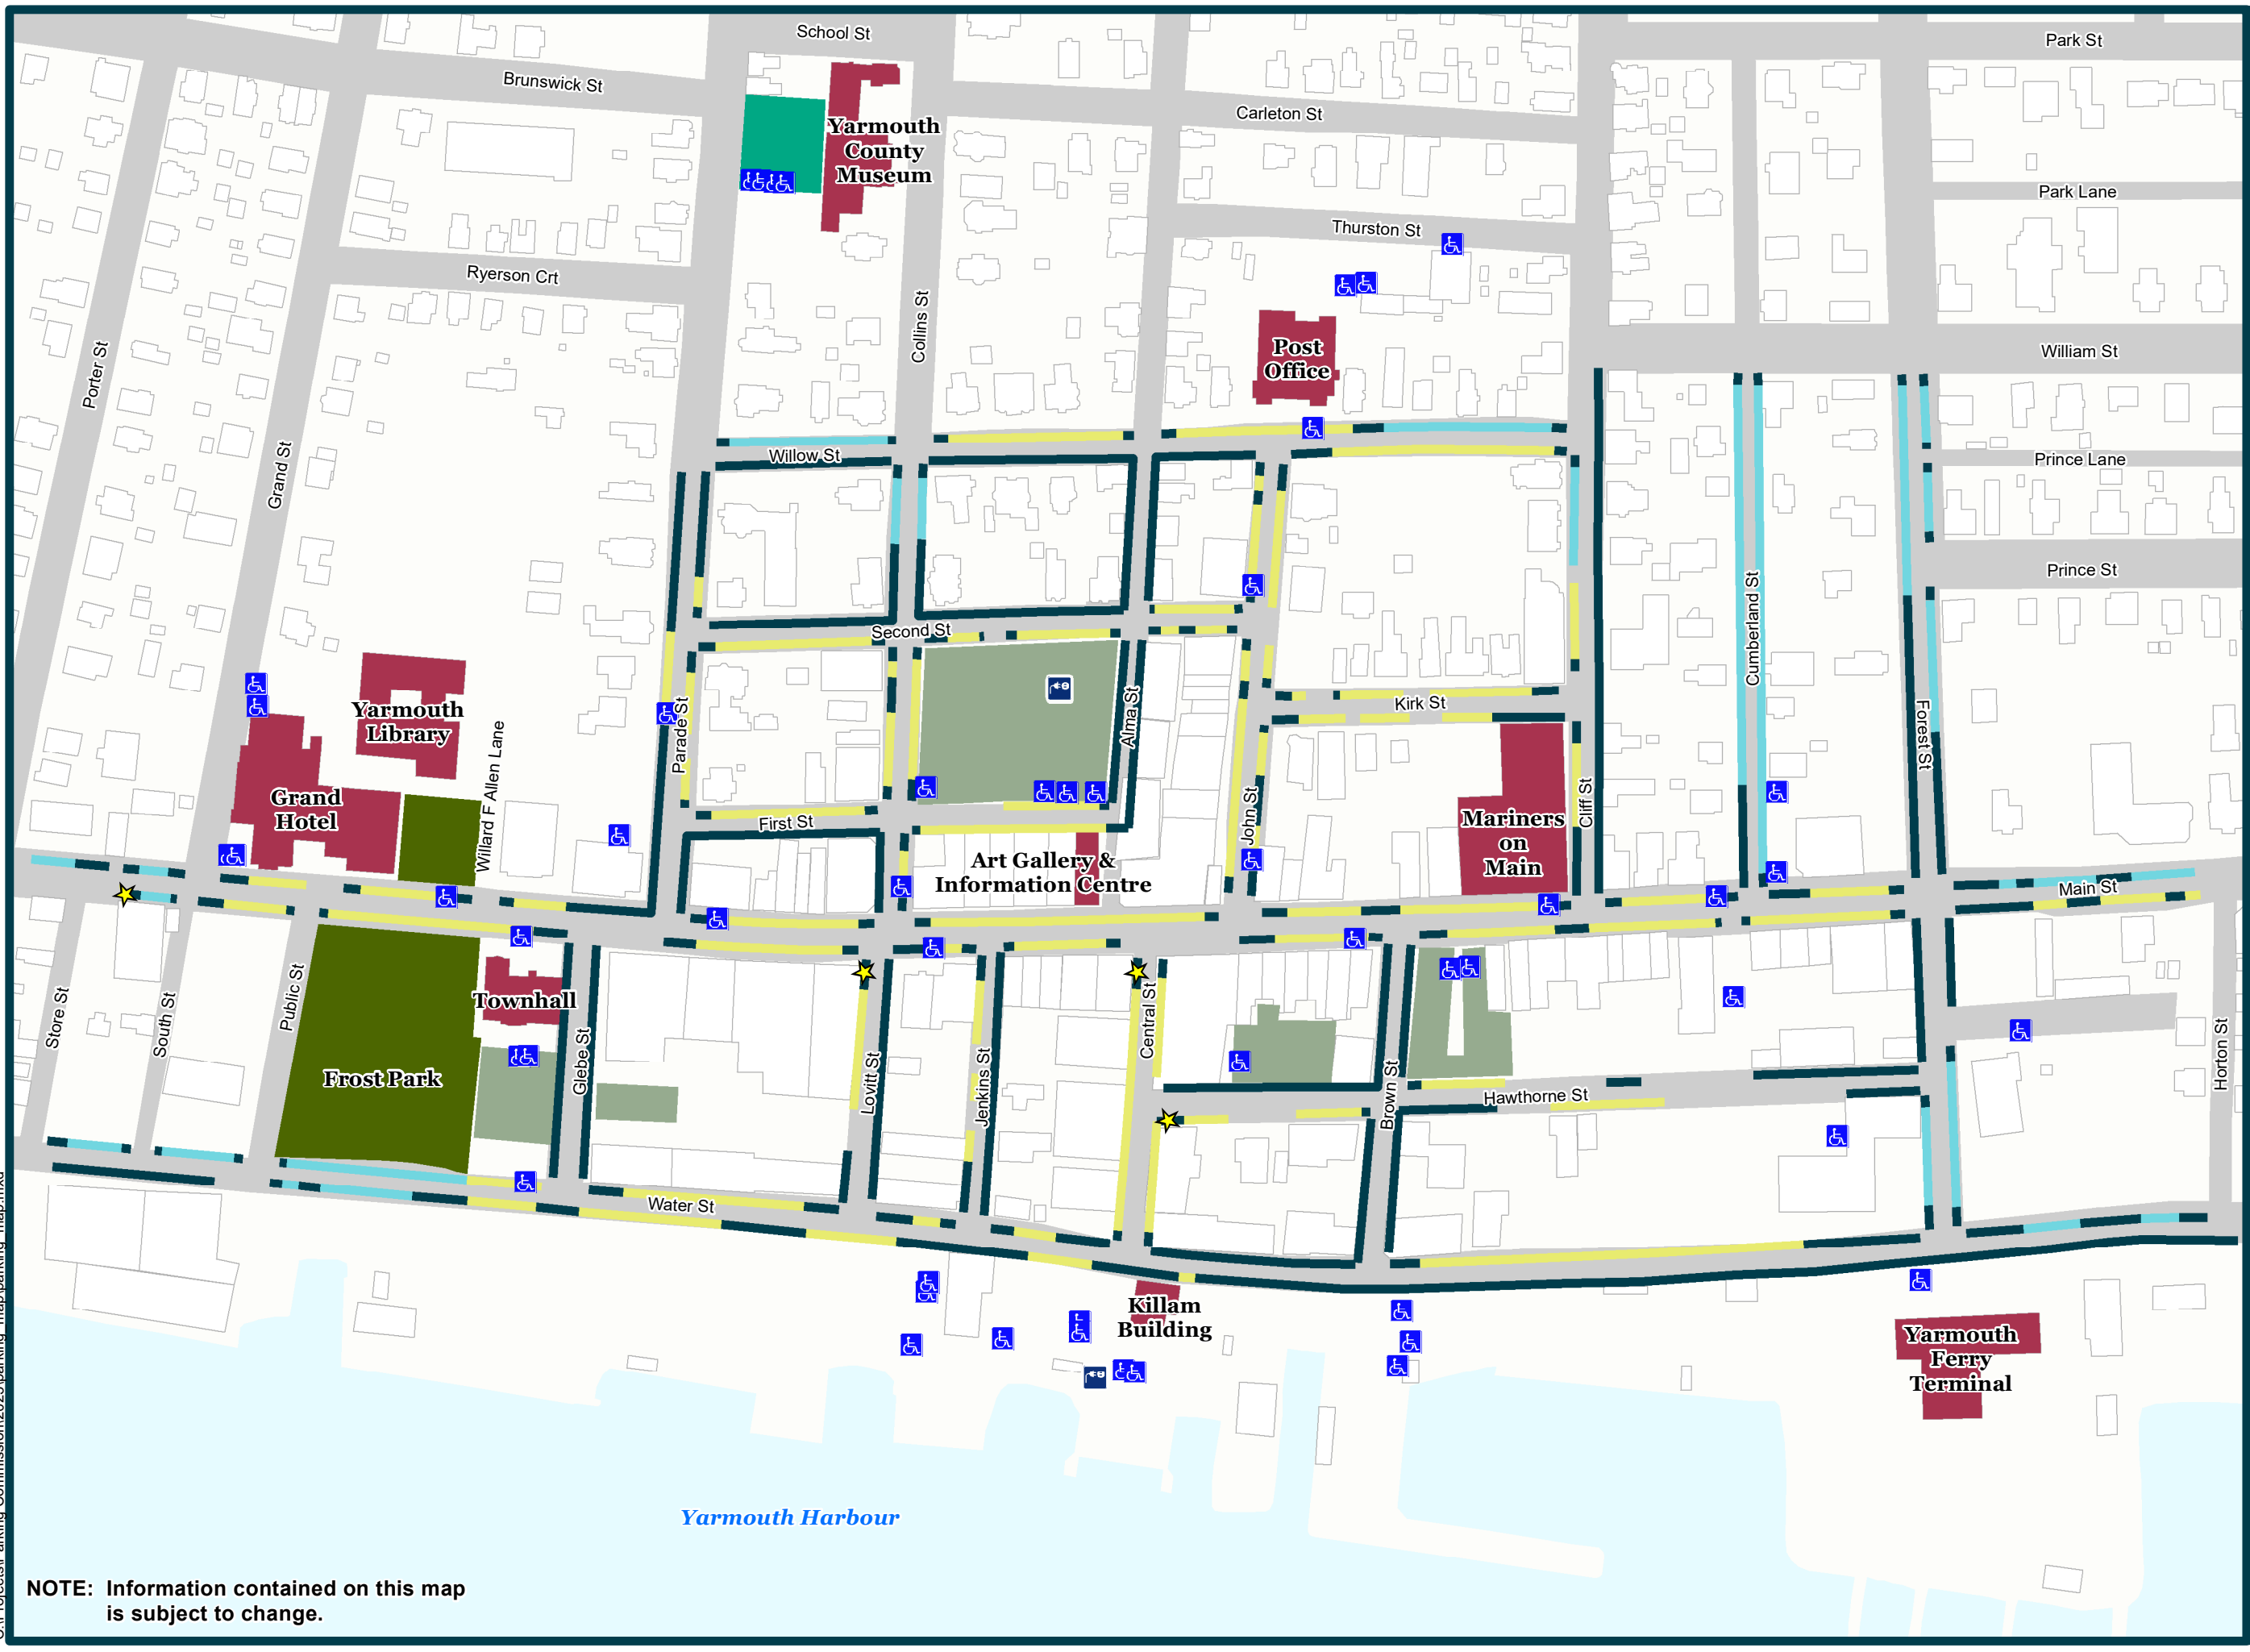 School St
Park St
Brunswick St
Carleton St
Yarmouth
County
Museum
Park Lane
Thurston St
Ryerson Crt
Collins St
Porter St
Post
Office
William St
Grand St
Willow St
Prince Lane
Prince St
Cumberland St
Second St
Yarmouth
Library
Parade St
Alma St
Kirk St
Forest St
Willard F Allen Lane
Grand
Hotel
First St
John St
Mariners
on
Main
Cliff St
Art Gallery &
Information Centre
Main St
Store St
South St
Public St
Townhall
Frost Park
Glebe St
Lovitt St
Jenkins St
Central St
Brown St
Hawthorne St
Horton St
Water St
Killam
Building
Yarmouth
Ferry
Terminal
Yarmouth Harbour
NOTE: Information contained on this map
is subject to change.